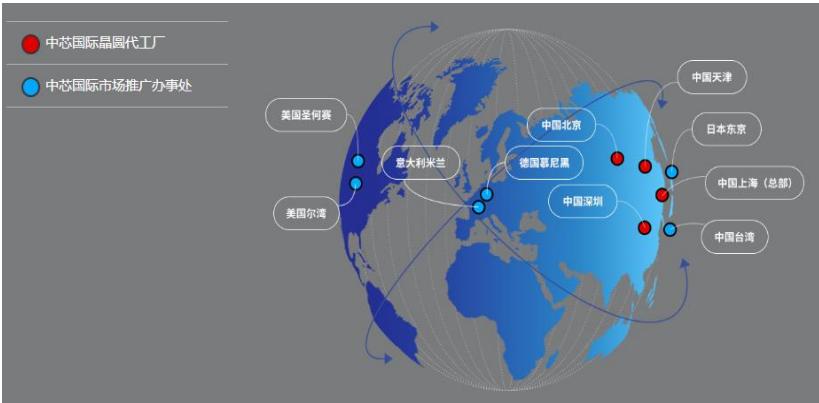 中芯国际晶圆代工厂
中芯国际市场推广办事处
中国天津
美国圣何塞
中国北京
日本东京
意大利米兰
德国慕尼黑
中国上海（总部）
中国深圳
美国尔湾
中国台湾